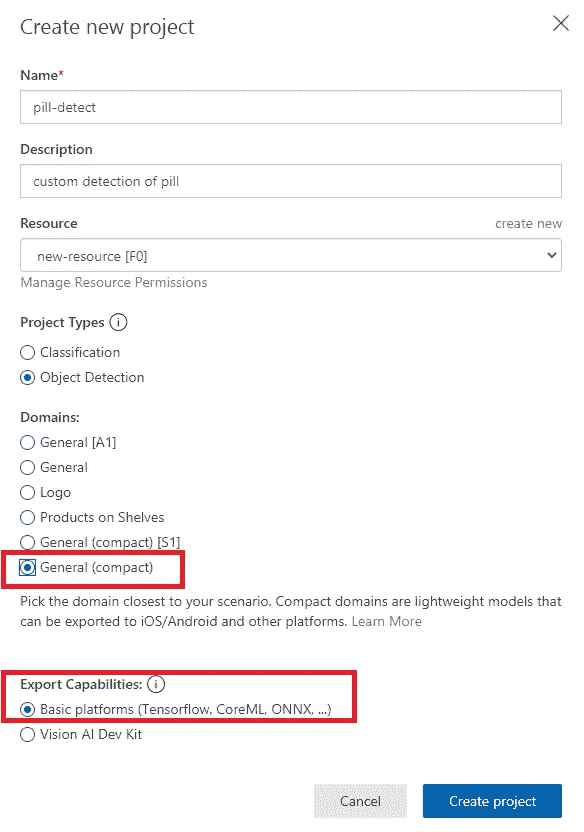 Create new project
Name*
pill-detect
Description
custom detection of pill
Resource create new
new-resource [F0]
Manage Resource Permissions
Project Types i
Classification
Object Detection
Domains:
General [A1]
General
Logo
Products on Shelves
General (compact) [S1]
General (compact)
Pick the domain closest to your scenario. Compact domains are lightweight models that
can be exported to iOS/Android and other platforms. Learn More
Export Capabilities: i
Basic platforms (Tensorflow, CoreML, ONNX, ...)
Vision AI Dev Kit
Cancel Create project